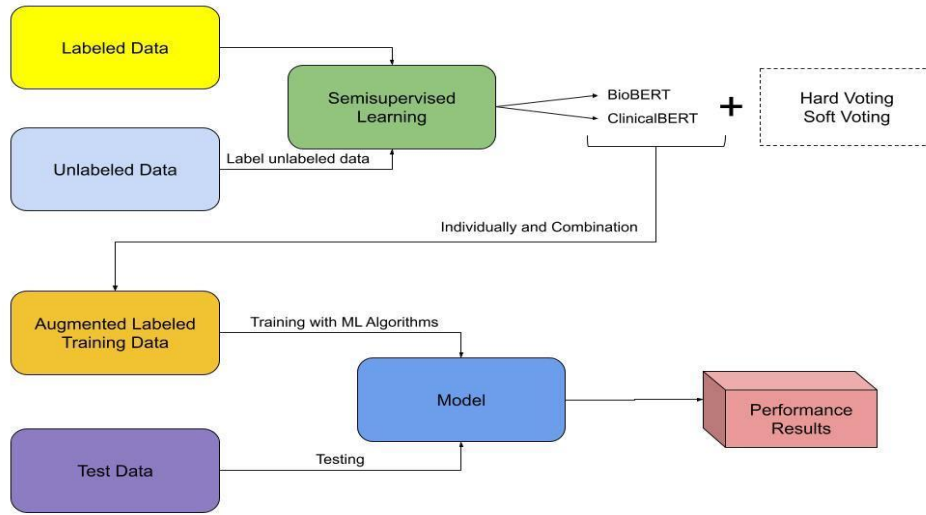 Labeled Data
Semisupervised
Learning
BioBERT
ClinicalBERT
+
Hard Voting
Soft Voting
Unlabeled Data
Label unlabeled data
Individually and Combination
Augmented Labeled
Training Data
Training with ML Algorithms
Model
Performance
Results
Test Data
Testing